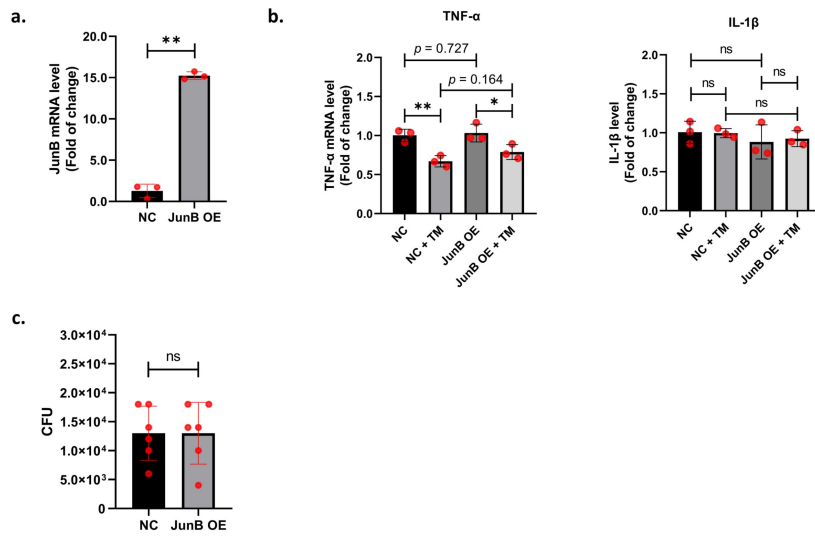 a.
JunB mRNA level
(Fold of change)
20.0
15.0
10.0
5.0
0.0
**
NC
JunB OE
b.
TNF-α
TNF-α mRNA level
(Fold of change)
2.0
1.5
1.0
0.5
0.0
p = 0.727
p = 0.164
**
*
NC
NC + TM
JunB OE
JunB OE + TM
IL-1β
IL-1β level
(Fold of change)
2.0
1.5
1.0
0.5
0.0
ns
ns
ns
ns
NC
NC + TM
JunB OE
JunB OE + TM
c.
CFU
3.0×10⁴
2.5×10⁴
2.0×10⁴
1.5×10⁴
1.0×10⁴
5.0×10³
0
ns
NC
JunB OE